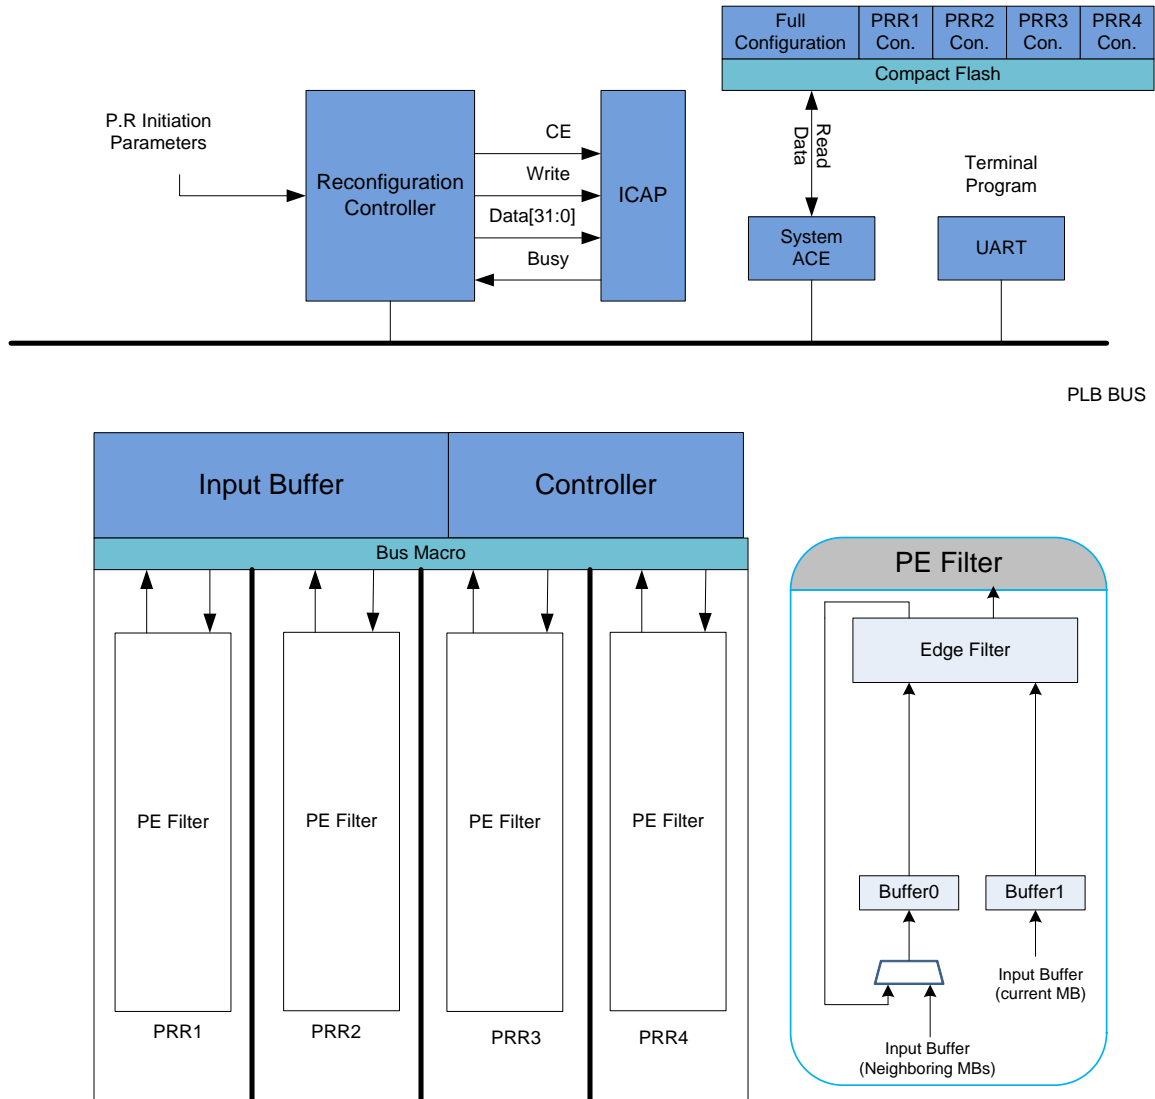 Full
Configuration
PRR1
Con.
PRR2
Con.
PRR3
Con.
PRR4
Con.
Compact Flash
P.R Initiation
Parameters
Reconfiguration
Controller
CE
Write
Data[31:0]
Busy
ICAP
Read
Data
System
ACE
Terminal
Program
UART
PLB BUS
Input Buffer
Controller
Bus Macro
PE Filter
PE Filter
PE Filter
PE Filter
PRR1
PRR2
PRR3
PRR4
PE Filter
Edge Filter
Buffer0
Buffer1
Input Buffer
(current MB)
Input Buffer
(Neighboring MBs)